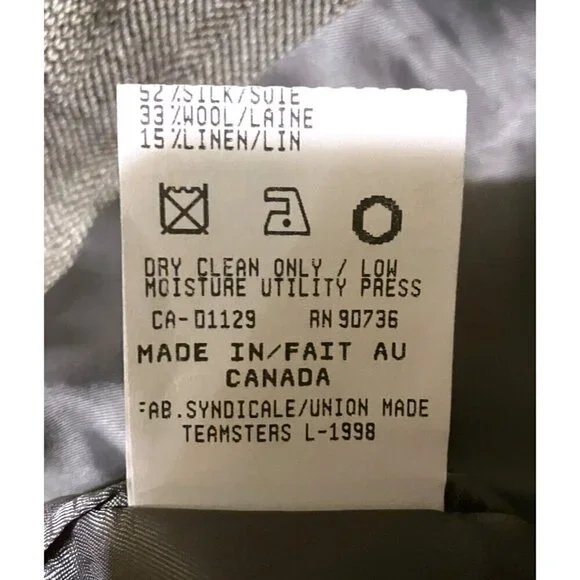 52%SILK/SOIE
33%WOOL/LAINE
15%LINEN/LIN
DRY CLEAN ONLY / LOW
MOISTURE UTILITY PRESS
CA-01129 RN 90736
MADE IN/FAIT AU
CANADA
FAB.SYNDICALE/UNION MADE
TEAMSTERS L-1998